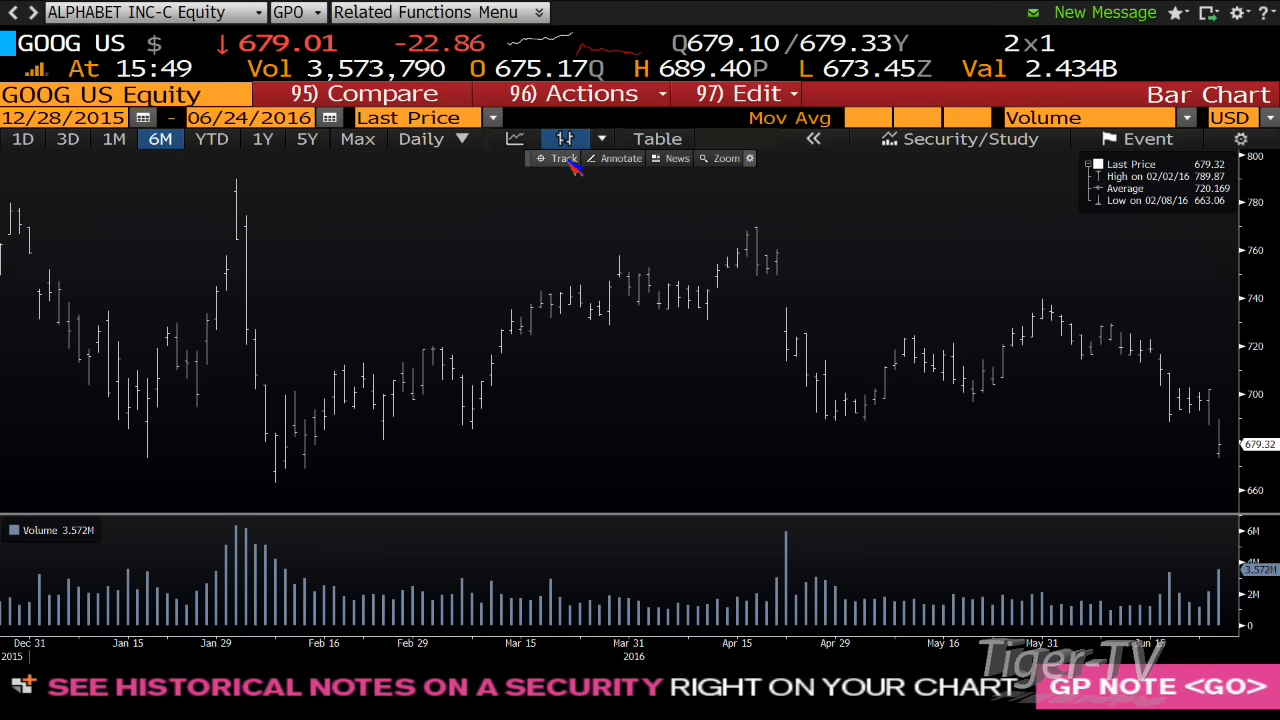 ALPHABET INC-C Equity GPO Related Functions Menu New Message ?
GOOG US $ ↓ 679.01 -22.86 Q679.10 / 679.33Y 2x1
At 15:49 Vol 3,573,790 O 675.17Q H 689.40P L 673.45Z Val 2.434B
GOOG US Equity 95) Compare 96) Actions 97) Edit Bar Chart
12/28/2015 - 06/24/2016 Last Price Mov Avg Volume USD
1D 3D 1M 6M YTD 1Y 5Y Max Daily ▼ Table « Security/Study Event
Track Annotate News Zoom
Last Price 679.32
High on 02/02/16 789.87
Average 720.169
Low on 02/08/16 663.06
800
780
760
740
720
700
679.32
660
Volume 3.572M
6M
3.572M
2M
0
Dec 31 Jan 15 Jan 29 Feb 16 Feb 29 Mar 15 Mar 31 Apr 15 Apr 29 May 16 May 31 Jun 15
2015 2016
Tiger-TV
SEE HISTORICAL NOTES ON A SECURITY RIGHT ON YOUR CHART GP NOTE <GO>